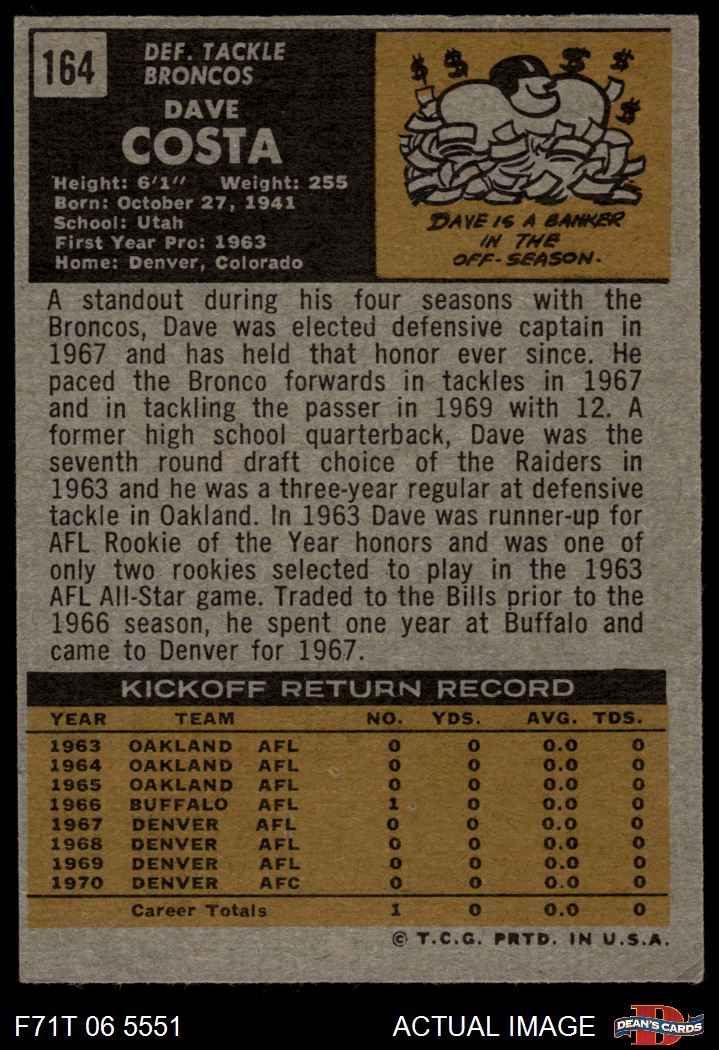 164
DEF. TACKLE
BRONCOS
DAVE
COSTA
Height: 6'1" Weight: 255
Born: October 27, 1941
School: Utah
First Year Pro: 1963
Home: Denver, Colorado
$ $ $ $
DAVE IS A BANKER
IN THE
OFF-SEASON.
A standout during his four seasons with the
Broncos, Dave was elected defensive captain in
1967 and has held that honor ever since. He
paced the Bronco forwards in tackles in 1967
and in tackling the passer in 1969 with 12. A
former high school quarterback, Dave was the
seventh round draft choice of the Raiders in
1963 and he was a three-year regular at defensive
tackle in Oakland. In 1963 Dave was runner-up for
AFL Rookie of the Year honors and was one of
only two rookies selected to play in the 1963
AFL All-Star game. Traded to the Bills prior to the
1966 season, he spent one year at Buffalo and
came to Denver for 1967.
KICKOFF RETURN RECORD
YEAR TEAM NO. YDS. AVG. TDS.
1963 OAKLAND AFL 0 0 0.0 0
1964 OAKLAND AFL 0 0 0.0 0
1965 OAKLAND AFL 0 0 0.0 0
1966 BUFFALO AFL 1 0 0.0 0
1967 DENVER AFL 0 0 0.0 0
1968 DENVER AFL 0 0 0.0 0
1969 DENVER AFL 0 0 0.0 0
1970 DENVER AFC 0 0 0.0 0
Career Totals 1 0 0.0 0
© T.C.G. PRTD. IN U.S.A.
F71T 06 5551 ACTUAL IMAGE D DEAN'S CARDS